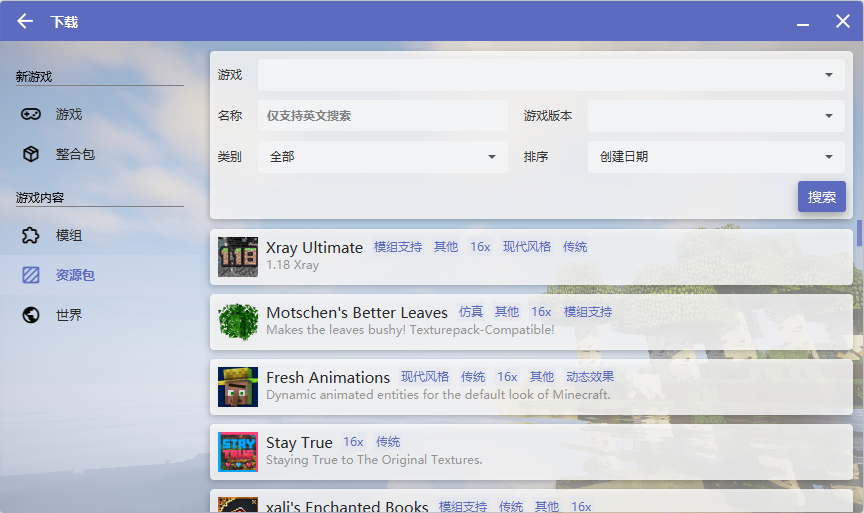 下载
新游戏
游戏
整合包
游戏内容
模组
资源包
世界
游戏
名称 仅支持英文搜索 游戏版本
类别 全部 排序 创建日期
搜索
1.18
Xray Ultimate 模组支持 其他 16x 现代风格 传统
1.18 Xray
Motschen's Better Leaves 仿真 其他 16x 模组支持
Makes the leaves bushy! Texturepack-Compatible!
Fresh Animations 现代风格 传统 16x 其他 动态效果
Dynamic animated entities for the default look of Minecraft.
STAY
TRUE
Stay True 16x 传统
Staying True to The Original Textures.
xali's Enchanted Books 模组支持 传统 其他 16x